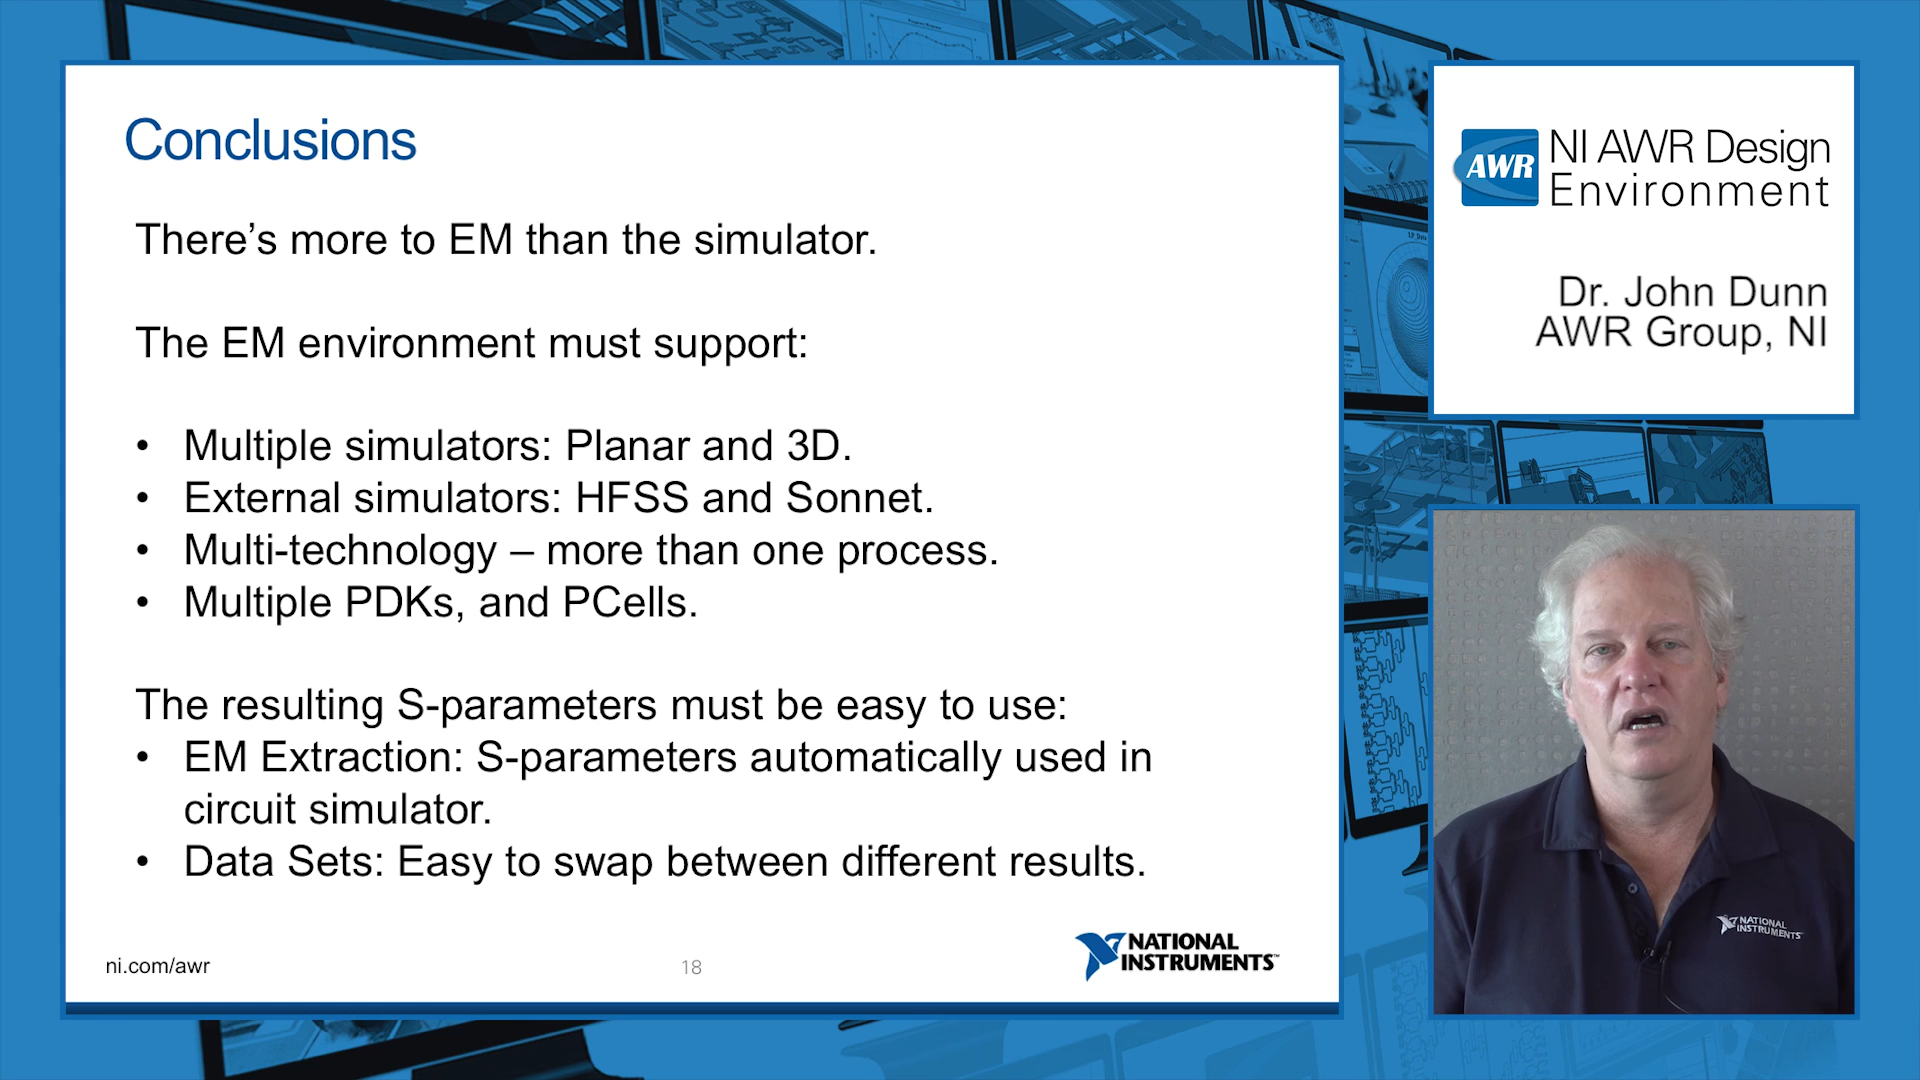 Conclusions
There's more to EM than the simulator.
The EM environment must support:
• Multiple simulators: Planar and 3D.
• External simulators: HFSS and Sonnet.
• Multi-technology – more than one process.
• Multiple PDKs, and PCells.
The resulting S-parameters must be easy to use:
• EM Extraction: S-parameters automatically used in
circuit simulator.
• Data Sets: Easy to swap between different results.
ni.com/awr
18
NATIONAL
INSTRUMENTS™
AWR
NI AWR Design
Environment
Dr. John Dunn
AWR Group, NI
NATIONAL
INSTRUMENTS